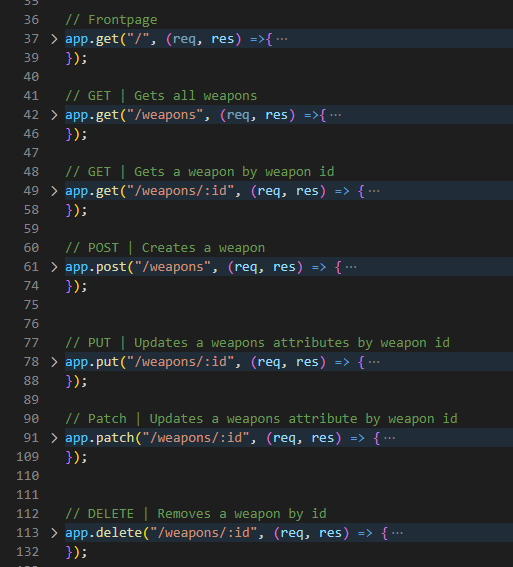 35
36 // Frontpage
37 > app.get("/", (req, res) =>{ ⋯
39 });
40
41 // GET | Gets all weapons
42 > app.get("/weapons", (req, res) =>{ ⋯
46 });
47
48 // GET | Gets a weapon by weapon id
49 > app.get("/weapons/:id", (req, res) => { ⋯
58 });
59
60 // POST | Creates a weapon
61 > app.post("/weapons", (req, res) => { ⋯
74 });
75
76
77 // PUT | Updates a weapons attributes by weapon id
78 > app.put("/weapons/:id", (req, res) => { ⋯
88 });
89
90 // Patch | Updates a weapons attribute by weapon id
91 > app.patch("/weapons/:id", (req, res) => { ⋯
109 });
110
111
112 // DELETE | Removes a weapon by id
113 > app.delete("/weapons/:id", (req, res) => { ⋯
132 });